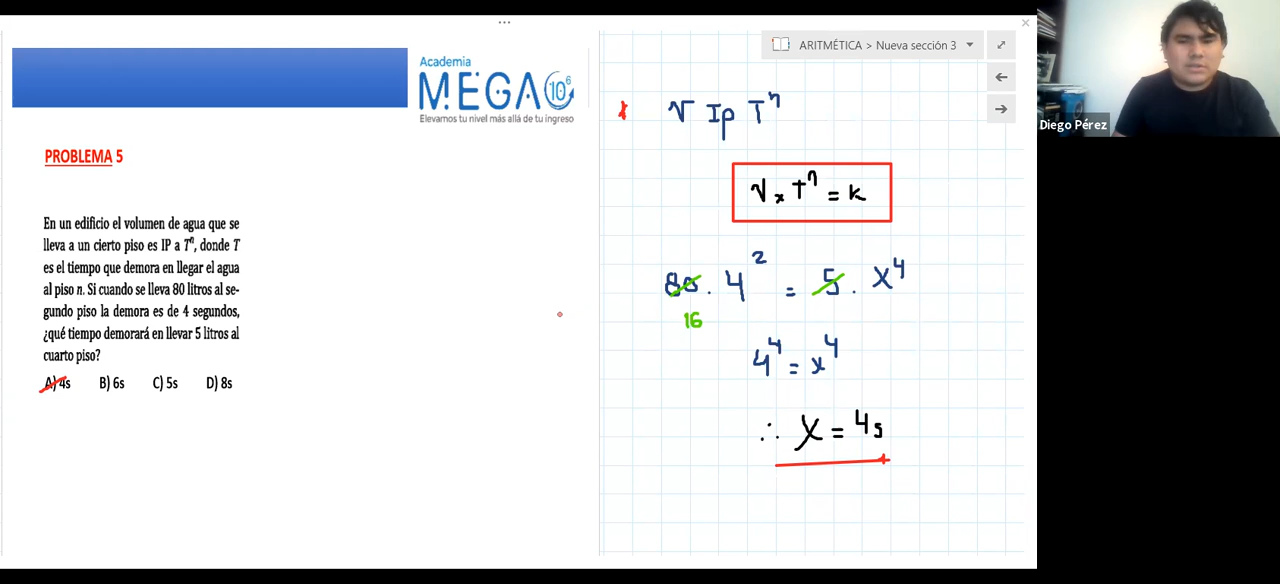 Academia
MEGA 10⁶
Elevamos tu nivel más allá de tu ingreso
PROBLEMA 5
En un edificio el volumen de agua que se
lleva a un cierto piso es IP a Tⁿ, donde T
es el tiempo que demora en llegar el agua
al piso n. Si cuando se lleva 80 litros al se-
gundo piso la demora es de 4 segundos,
¿qué tiempo demorará en llevar 5 litros al
cuarto piso?
A) 4s B) 6s C) 5s D) 8s
ARITMÉTICA > Nueva sección 3
V Ip Tⁿ
V x Tⁿ = k
80 . 4² = 5 . x⁴
16
4⁴ = x⁴
∴ X = 4s
Diego Pérez